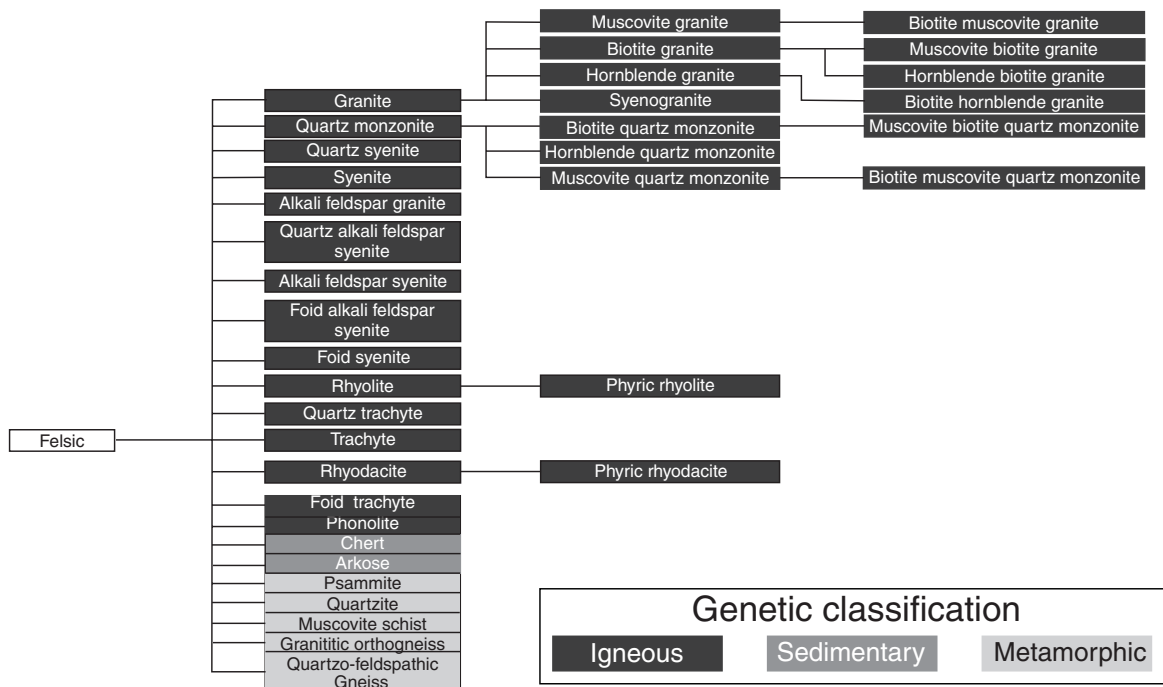 Felsic
Granite
Quartz monzonite
Quartz syenite
Syenite
Alkali feldspar granite
Quartz alkali feldspar
syenite
Alkali feldspar syenite
Foid alkali feldspar
syenite
Foid syenite
Rhyolite
Quartz trachyte
Trachyte
Rhyodacite
Foid trachyte
Phonolite
Chert
Arkose
Psammite
Quartzite
Muscovite schist
Granititic orthogneiss
Quartzo-feldspathic
Gneiss
Muscovite granite
Biotite granite
Hornblende granite
Syenogranite
Biotite quartz monzonite
Hornblende quartz monzonite
Muscovite quartz monzonite
Phyric rhyolite
Phyric rhyodacite
Biotite muscovite granite
Muscovite biotite granite
Hornblende biotite granite
Biotite hornblende granite
Muscovite biotite quartz monzonite
Biotite muscovite quartz monzonite
Genetic classification
Igneous
Sedimentary
Metamorphic